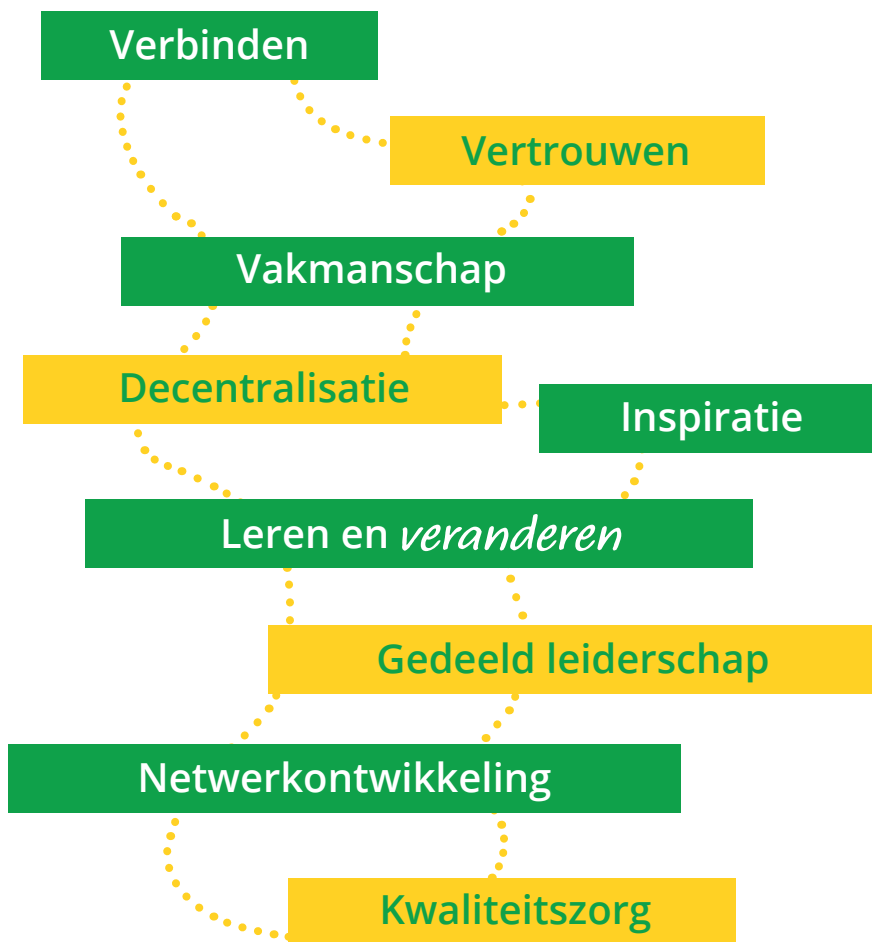 Verbinden
Vertrouwen
Vakmanschap
Decentralisatie
Inspiratie
Leren en veranderen
Gedeeld leiderschap
Netwerkontwikkeling
Kwaliteitszorg